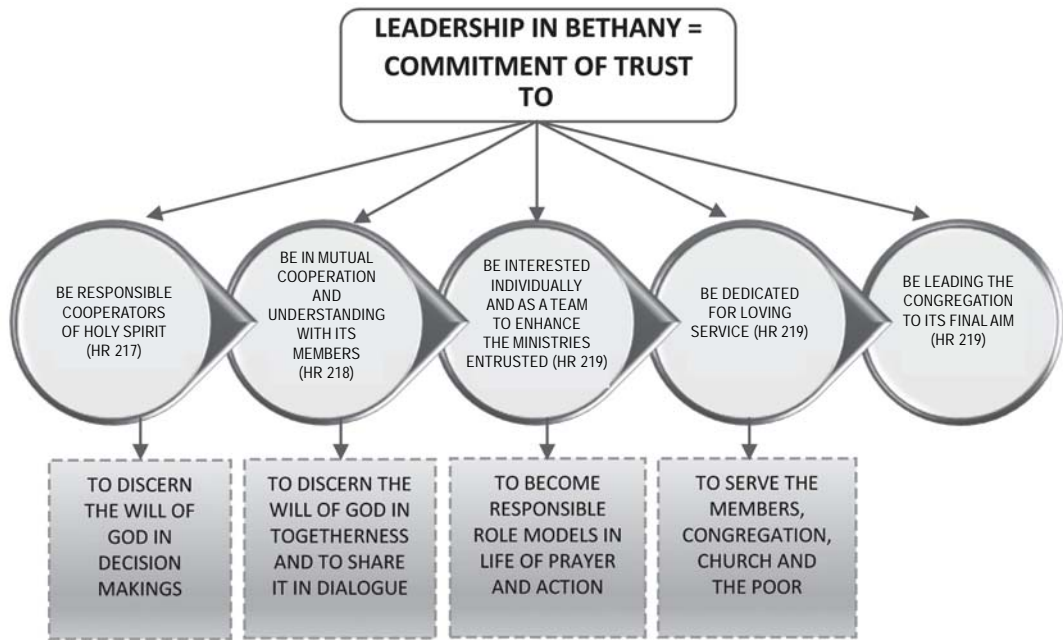 LEADERSHIP IN BETHANY =
COMMITMENT OF TRUST
TO
BE RESPONSIBLE
COOPERATORS
OF HOLY SPIRIT
(HR 217)
BE IN MUTUAL
COOPERATION
AND
UNDERSTANDING
WITH ITS
MEMBERS
(HR 218)
BE INTERESTED
INDIVIDUALLY
AND AS A TEAM
TO ENHANCE
THE MINISTRIES
ENTRUSTED (HR 219)
BE DEDICATED
FOR LOVING
SERVICE (HR 219)
BE LEADING THE
CONGREGATION
TO ITS FINAL AIM
(HR 219)
TO DISCERN
THE WILL OF
GOD IN
DECISION
MAKINGS
TO DISCERN THE
WILL OF GOD IN
TOGETHERNESS
AND TO SHARE
IT IN DIALOGUE
TO BECOME
RESPONSIBLE
ROLE MODELS IN
LIFE OF PRAYER
AND ACTION
TO SERVE THE
MEMBERS,
CONGREGATION,
CHURCH AND
THE POOR